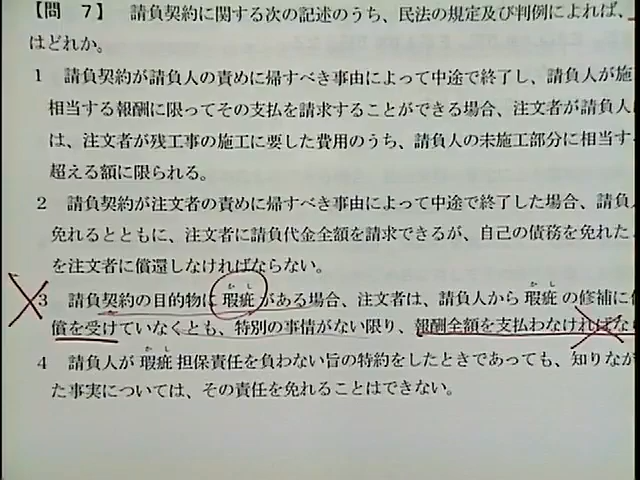 【問 7】 請負契約に関する次の記述のうち、民法の規定及び判例によれば、
はどれか。
1 請負契約が請負人の責めに帰すべき事由によって中途で終了し、請負人が施
相当する報酬に限ってその支払を請求することができる場合、注文者が請負人
は、注文者が残工事の施工に要した費用のうち、請負人の未施工部分に相当す
超える額に限られる。
2 請負契約が注文者の責めに帰すべき事由によって中途で終了した場合、請負
免れるとともに、注文者に請負代金全額を請求できるが、自己の債務を免れた
を注文者に償還しなければならない。
3 請負契約の目的物に瑕疵がある場合、注文者は、請負人から瑕疵の修補に
償を受けていなくとも、特別の事情がない限り、報酬全額を支払わなければな
4 請負人が瑕疵担保責任を負わない旨の特約をしたときであっても、知りなが
た事実については、その責任を免れることはできない。